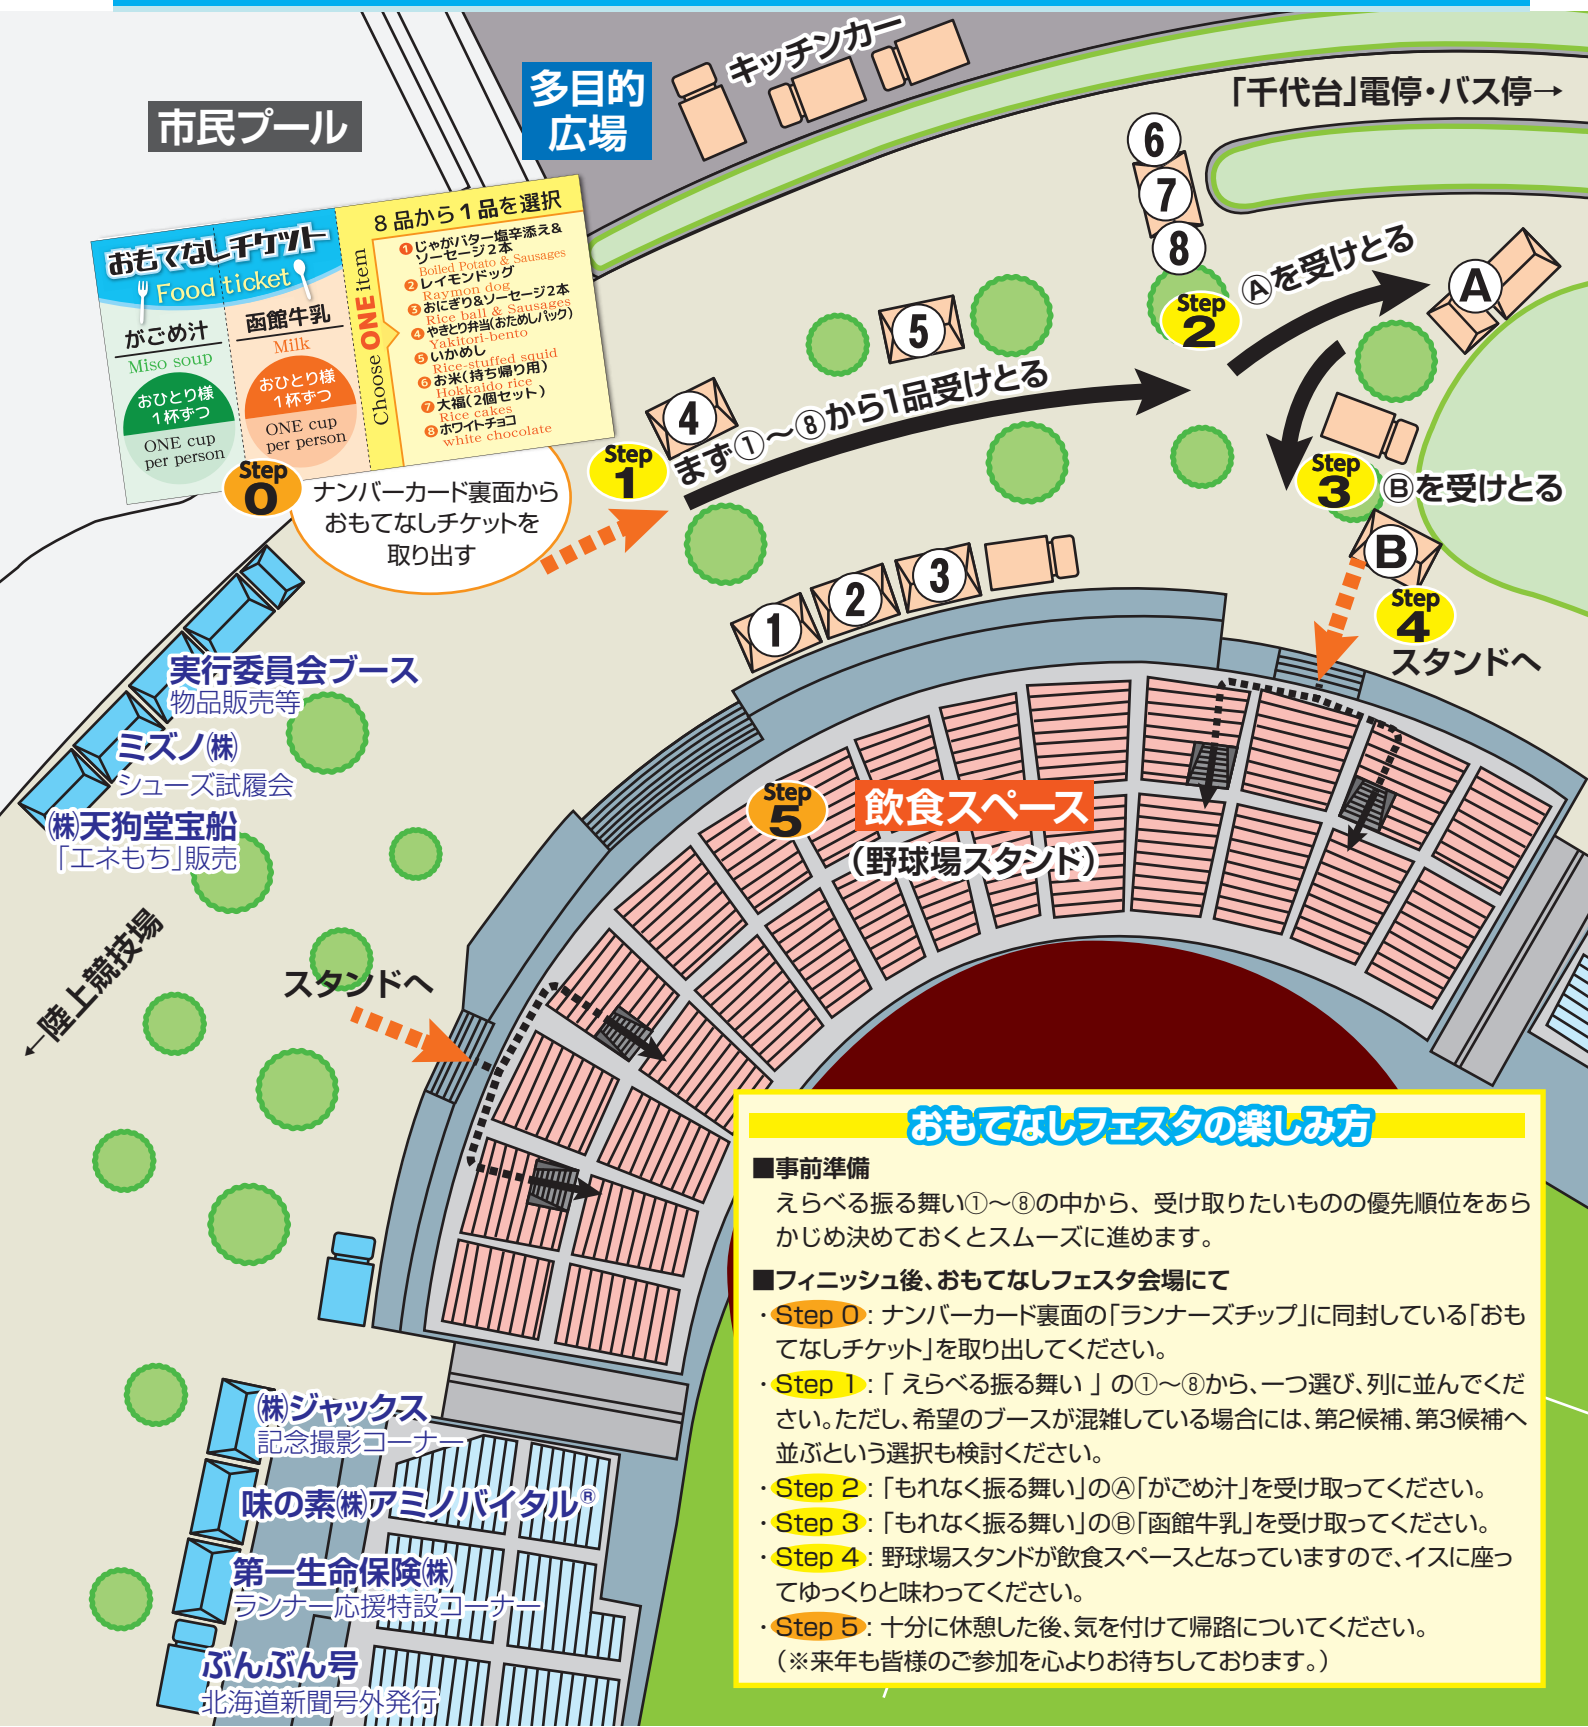 市民プール
多目的
広場
キッチンカー
「千代台」電停・バス停→
おもてなしチケット
Food ticket
がごめ汁
Miso soup
おひとり様
1杯ずつ
ONE cup
per person
函館牛乳
Milk
おひとり様
1杯ずつ
ONE cup
per person
8品から1品を選択
Choose ONE item
❶じゃがバター塩辛添え&
ソーセージ2本
Boiled Potato & Sausages
❷レイモンドッグ
Raymon dog
❸おにぎり&ソーセージ2本
Rice ball & Sausages
❹やきとり弁当(おためしパック)
Yakitori-bento
❺いかめし
Rice-stuffed squid
❻お米(持ち帰り用)
Hokkaido rice
❼大福(2個セット)
Rice cakes
❽ホワイトチョコ
white chocolate
Step
0
ナンバーカード裏面から
おもてなしチケットを
取り出す
Step
1
まず①〜⑧から1品受けとる
4
5
6
7
8
Step
2
Ⓐを受けとる
A
Step
3
Ⓑを受けとる
B
Step
4
スタンドへ
1
2
3
実行委員会ブース
物品販売等
ミズノ㈱
シューズ試履会
㈱天狗堂宝船
「エネもち」販売
Step
5
飲食スペース
(野球場スタンド)
←陸上競技場
スタンドへ
㈱ジャックス
記念撮影コーナー
味の素㈱アミノバイタル®
第一生命保険㈱
ランナー応援特設コーナー
ぶんぶん号
北海道新聞号外発行
おもてなしフェスタの楽しみ方
■事前準備
えらべる振る舞い①〜⑧の中から、受け取りたいものの優先順位をあら
かじめ決めておくとスムーズに進めます。
■フィニッシュ後、おもてなしフェスタ会場にて
・Step 0：ナンバーカード裏面の「ランナーズチップ」に同封している「おも
てなしチケット」を取り出してください。
・Step 1：「 えらべる振る舞い 」の①〜⑧から、一つ選び、列に並んでくだ
さい。ただし、希望のブースが混雑している場合には、第2候補、第3候補へ
並ぶという選択も検討ください。
・Step 2：「もれなく振る舞い」のⒶ「がごめ汁」を受け取ってください。
・Step 3：「もれなく振る舞い」のⒷ「函館牛乳」を受け取ってください。
・Step 4：野球場スタンドが飲食スペースとなっていますので、イスに座っ
てゆっくりと味わってください。
・Step 5：十分に休憩した後、気を付けて帰路についてください。
（※来年も皆様のご参加を心よりお待ちしております。）